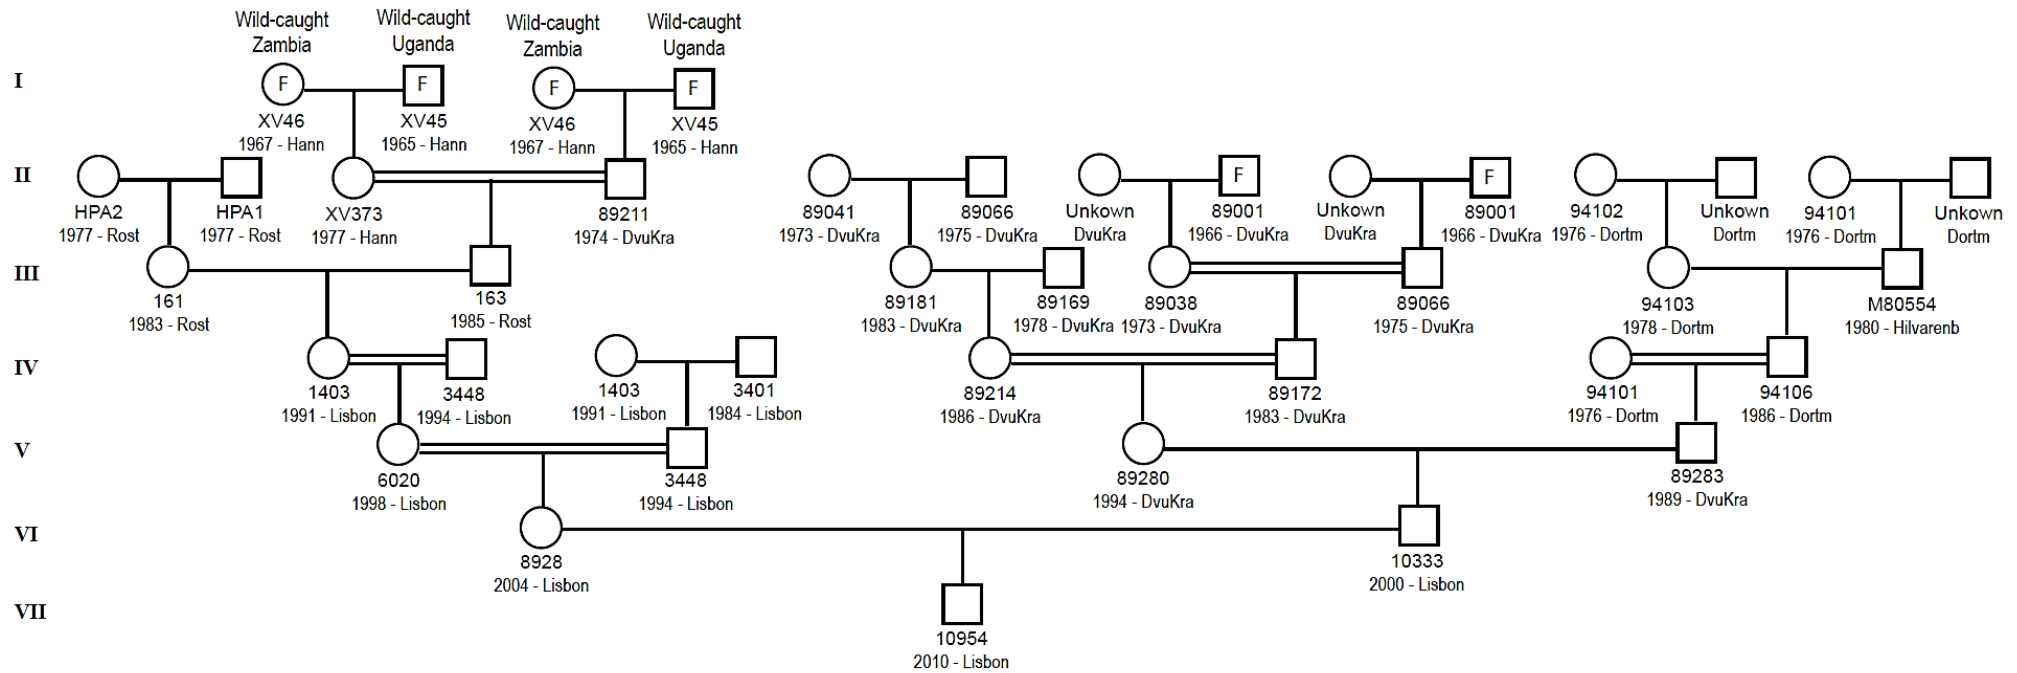 Wild-caught
Zambia
Wild-caught
Uganda
Wild-caught
Zambia
Wild-caught
Uganda
I
F
F
F
F
XV46
1967 - Hann
XV45
1965 - Hann
XV46
1967 - Hann
XV45
1965 - Hann
II
F
F
HPA2
1977 - Rost
HPA1
1977 - Rost
XV373
1977 - Hann
89211
1974 - DvuKra
89041
1973 - DvuKra
89066
1975 - DvuKra
Unkown
DvuKra
89001
1966 - DvuKra
Unkown
DvuKra
89001
1966 - DvuKra
94102
1976 - Dortm
Unkown
Dortm
94101
1976 - Dortm
Unkown
Dortm
III
161
1983 - Rost
163
1985 - Rost
89181
1983 - DvuKra
89169
1978 - DvuKra
89038
1973 - DvuKra
89066
1975 - DvuKra
94103
1978 - Dortm
M80554
1980 - Hilvarenb
IV
1403
1991 - Lisbon
3448
1994 - Lisbon
1403
1991 - Lisbon
3401
1984 - Lisbon
89214
1986 - DvuKra
89172
1983 - DvuKra
94101
1976 - Dortm
94106
1986 - Dortm
V
6020
1998 - Lisbon
3448
1994 - Lisbon
89280
1994 - DvuKra
89283
1989 - DvuKra
VI
8928
2004 - Lisbon
10333
2000 - Lisbon
VII
10954
2010 - Lisbon